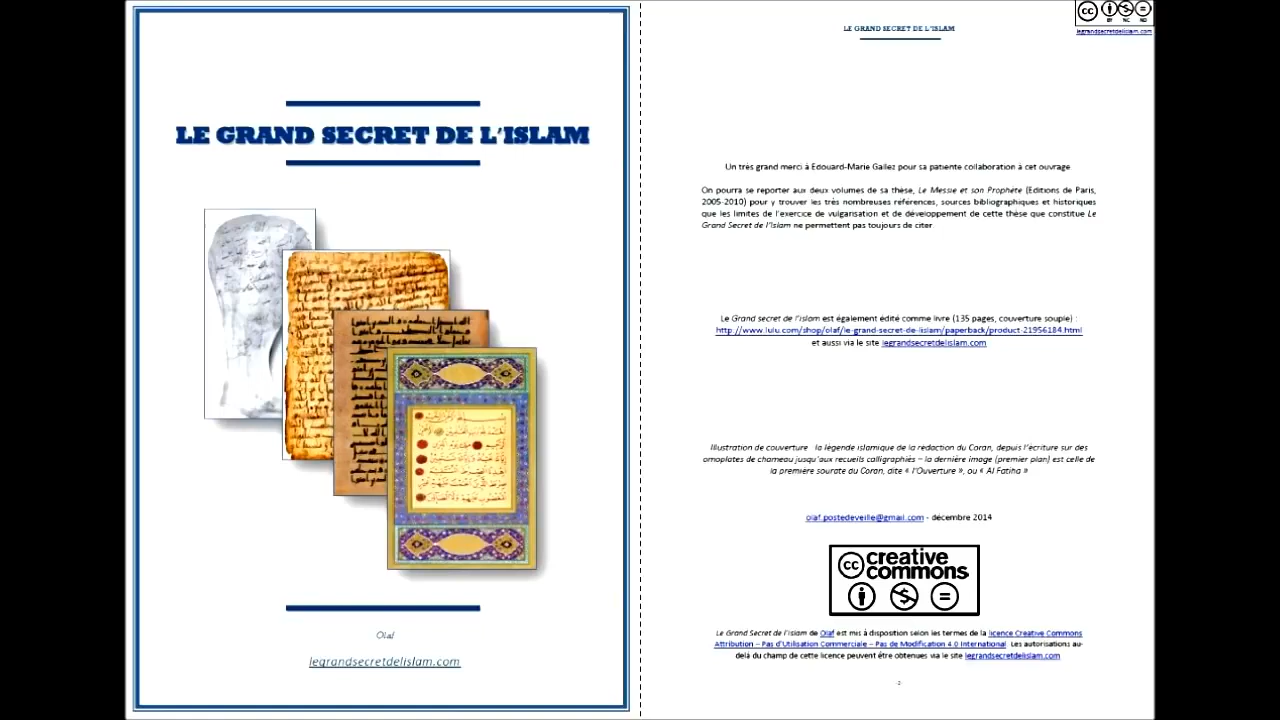 LE GRAND SECRET DE L'ISLAM
Olaf
legrandsecretdelislam.com
LE GRAND SECRET DE L'ISLAM
cc
BY NC ND
legrandsecretdelislam.com
Un très grand merci à Edouard-Marie Gallez pour sa patiente collaboration à cet ouvrage
On pourra se reporter aux deux volumes de sa thèse, Le Messie et son Prophète (Editions de Paris,
2005-2010) pour y trouver les très nombreuses références, sources bibliographiques et historiques
que les limites de l'exercice de vulgarisation et de développement de cette thèse que constitue Le
Grand Secret de l'Islam ne permettent pas toujours de citer
Le Grand secret de l'islam est également édité comme livre (135 pages, couverture souple) :
http://www.lulu.com/shop/olaf/le-grand-secret-de-lislam/paperback/product-21956184.html
et aussi via le site legrandsecretdelislam.com
Illustration de couverture : la légende islamique de la rédaction du Coran, depuis l'écriture sur des
omoplates de chameau jusqu'aux recueils calligraphiés – la dernière image (premier plan) est celle de
la première sourate du Coran, dite « l'Ouverture », ou « Al Fatiha »
olaf.postedeveille@gmail.com - décembre 2014
cc creative
commons
Le Grand Secret de l'Islam de Olaf est mis à disposition selon les termes de la licence Creative Commons
Attribution – Pas d'Utilisation Commerciale – Pas de Modification 4.0 International. Les autorisations au-
delà du champ de cette licence peuvent être obtenues via le site legrandsecretdelislam.com
-2-